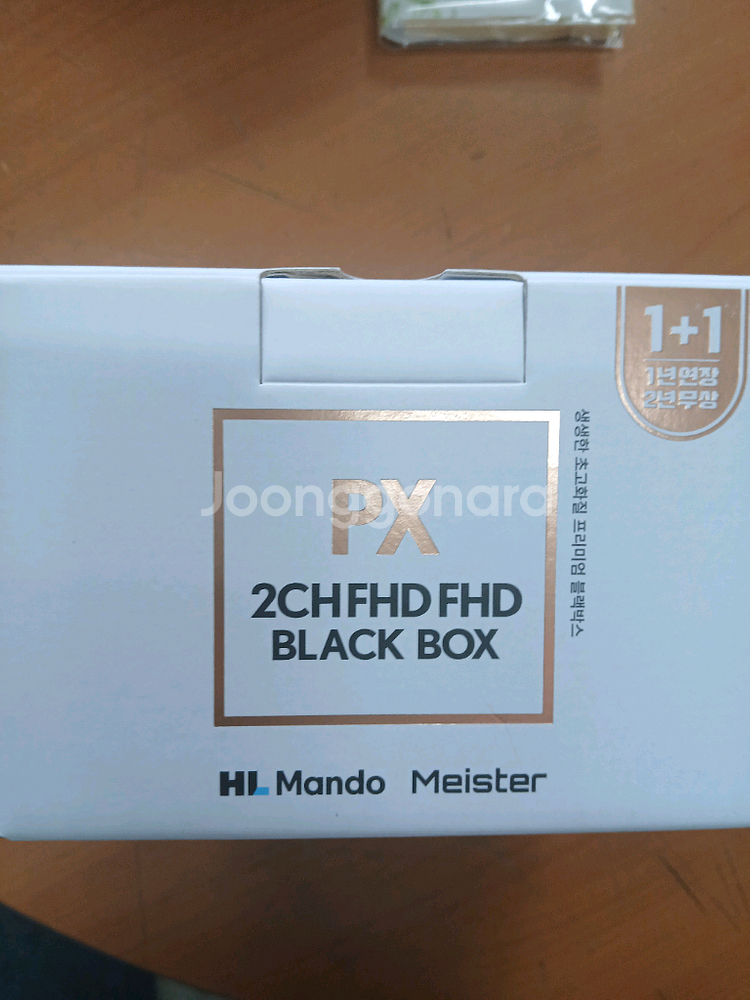 1+1
1년연장
2년무상
생생한 초고화질 프리미엄 블랙박스
PX
Joonggonara
2CH FHD FHD
BLACK BOX
HL Mando Meister